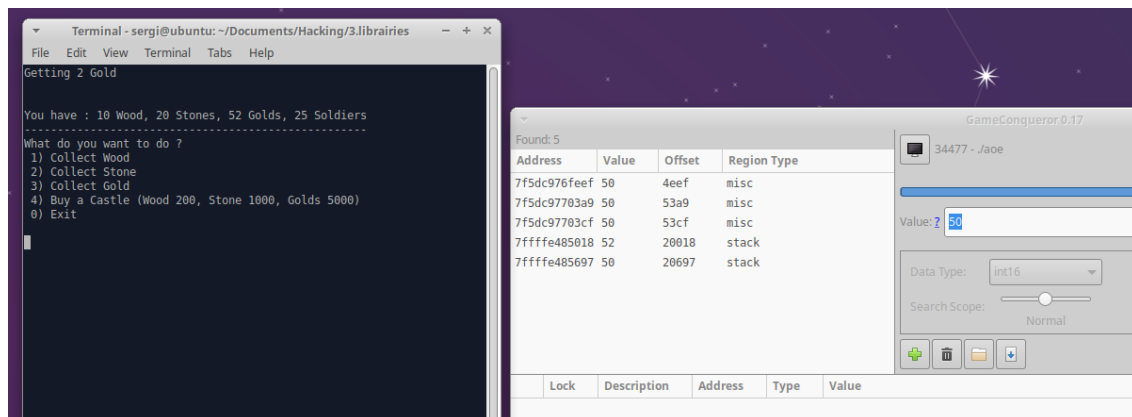 Terminal - sergi@ubuntu: ~/Documents/Hacking/3.librairies
File Edit View Terminal Tabs Help
Getting 2 Gold
You have : 10 Wood, 20 Stones, 52 Golds, 25 Soldiers
-----------------------------------------------------
What do you want to do ?
1) Collect Wood
2) Collect Stone
3) Collect Gold
4) Buy a Castle (Wood 200, Stone 1000, Golds 5000)
0) Exit
GameConqueror 0.17
Found: 5
Address Value Offset Region Type
7f5dc976feef 50 4eef misc
7f5dc97703a9 50 53a9 misc
7f5dc97703cf 50 53cf misc
7ffffe485018 52 20018 stack
7ffffe485697 50 20697 stack
34477 - ./aoe
Value: ? 50
Data Type: int16
Search Scope:
Normal
Lock Description Address Type Value